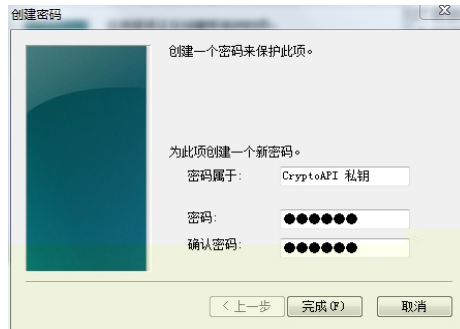 创建密码
创建一个密码来保护此项。
为此项创建一个新密码。
密码属于: CryptoAPI 私钥
密码: ●●●●●●
确认密码: ●●●●●●
<上一步 完成(F) 取消